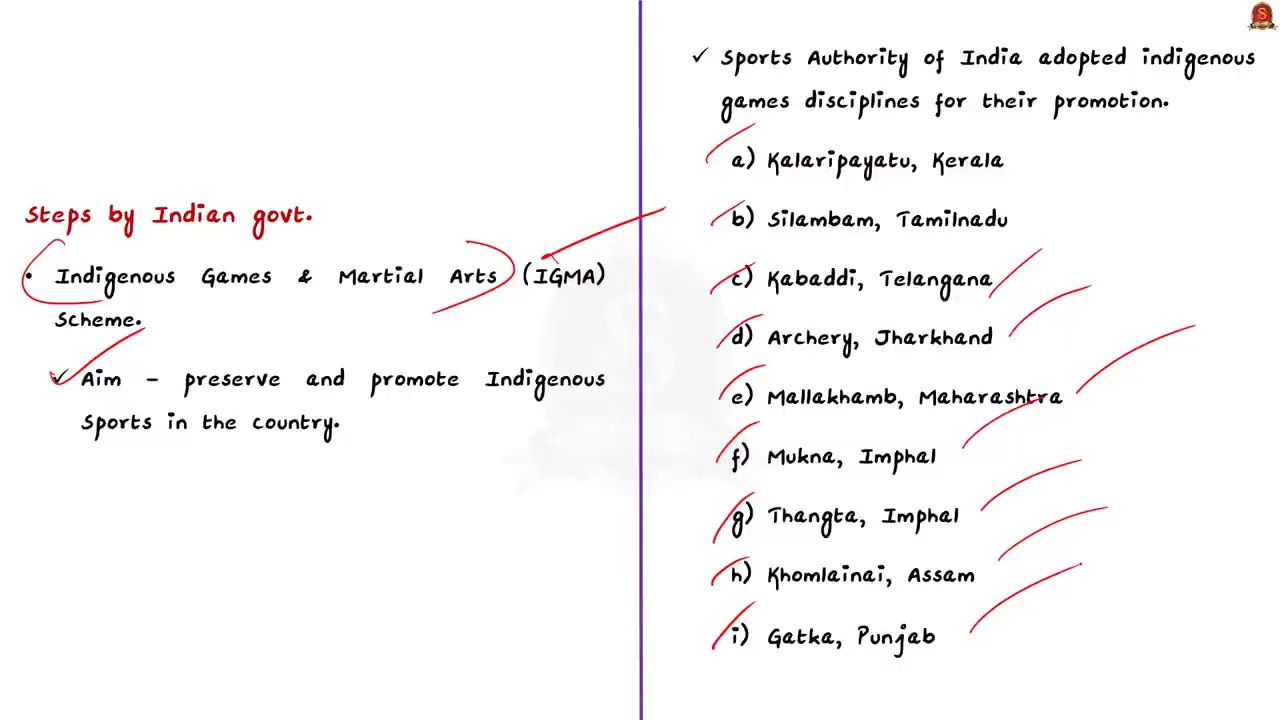 Steps by Indian govt.
• Indigenous Games & Martial Arts (IGMA)
Scheme.
✓ Aim - preserve and promote Indigenous
Sports in the country.
✓ Sports Authority of India adopted indigenous
games disciplines for their promotion.
a) Kalaripayatu, Kerala
b) Silambam, Tamilnadu
c) Kabaddi, Telangana
d) Archery, Jharkhand
e) Mallakhamb, Maharashtra
f) Mukna, Imphal
g) Thangta, Imphal
h) Khomlainai, Assam
i) Gatka, Punjab